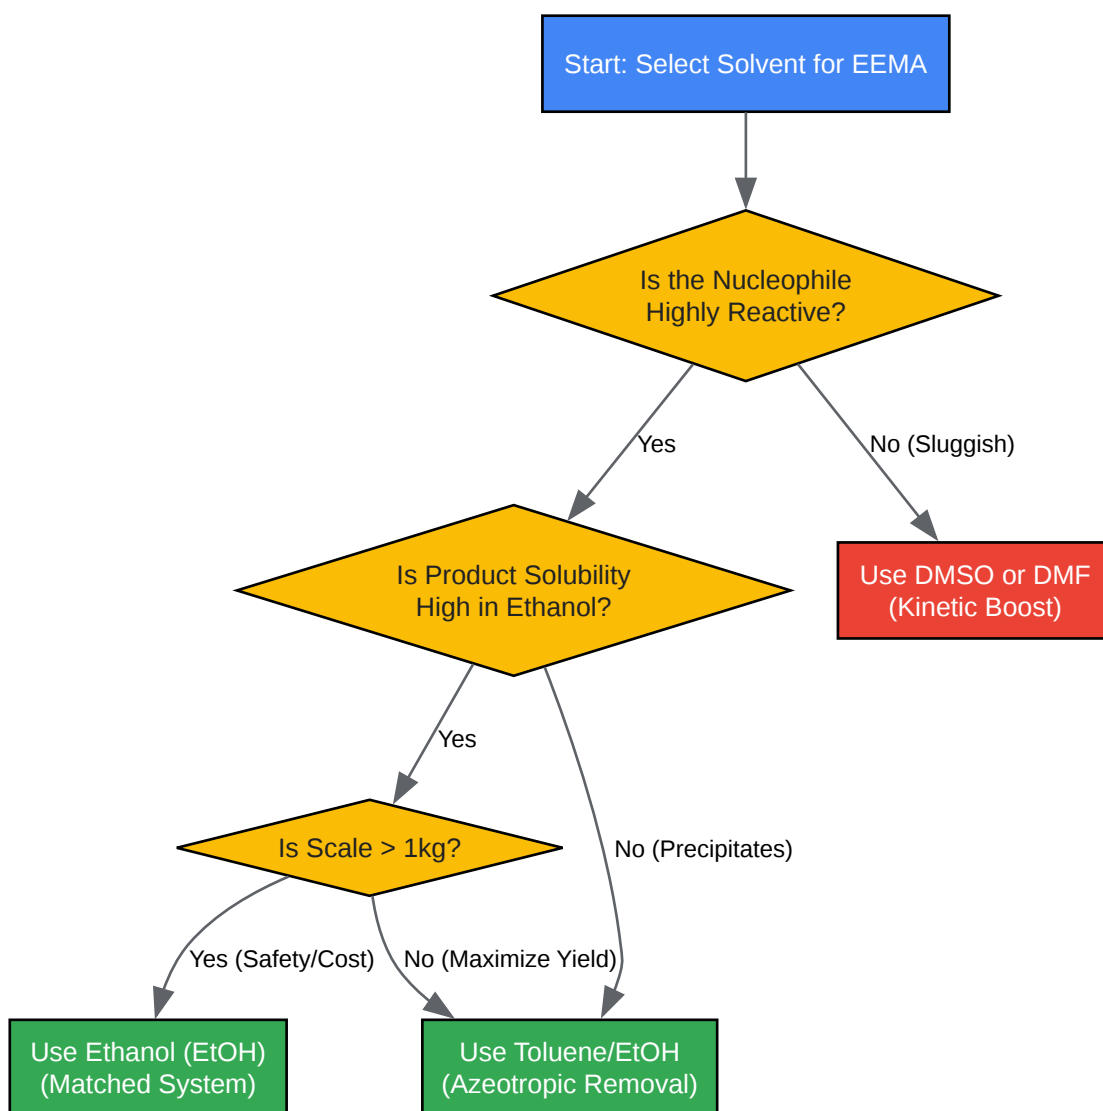 Start: Select Solvent for EEMA
Is the Nucleophile
Highly Reactive?
Yes
No (Sluggish)
Is Product Solubility
High in Ethanol?
Use DMSO or DMF
(Kinetic Boost)
Yes
No (Precipitates)
Is Scale > 1kg?
Yes (Safety/Cost)
No (Maximize Yield)
Use Ethanol (EtOH)
(Matched System)
Use Toluene/EtOH
(Azeotropic Removal)